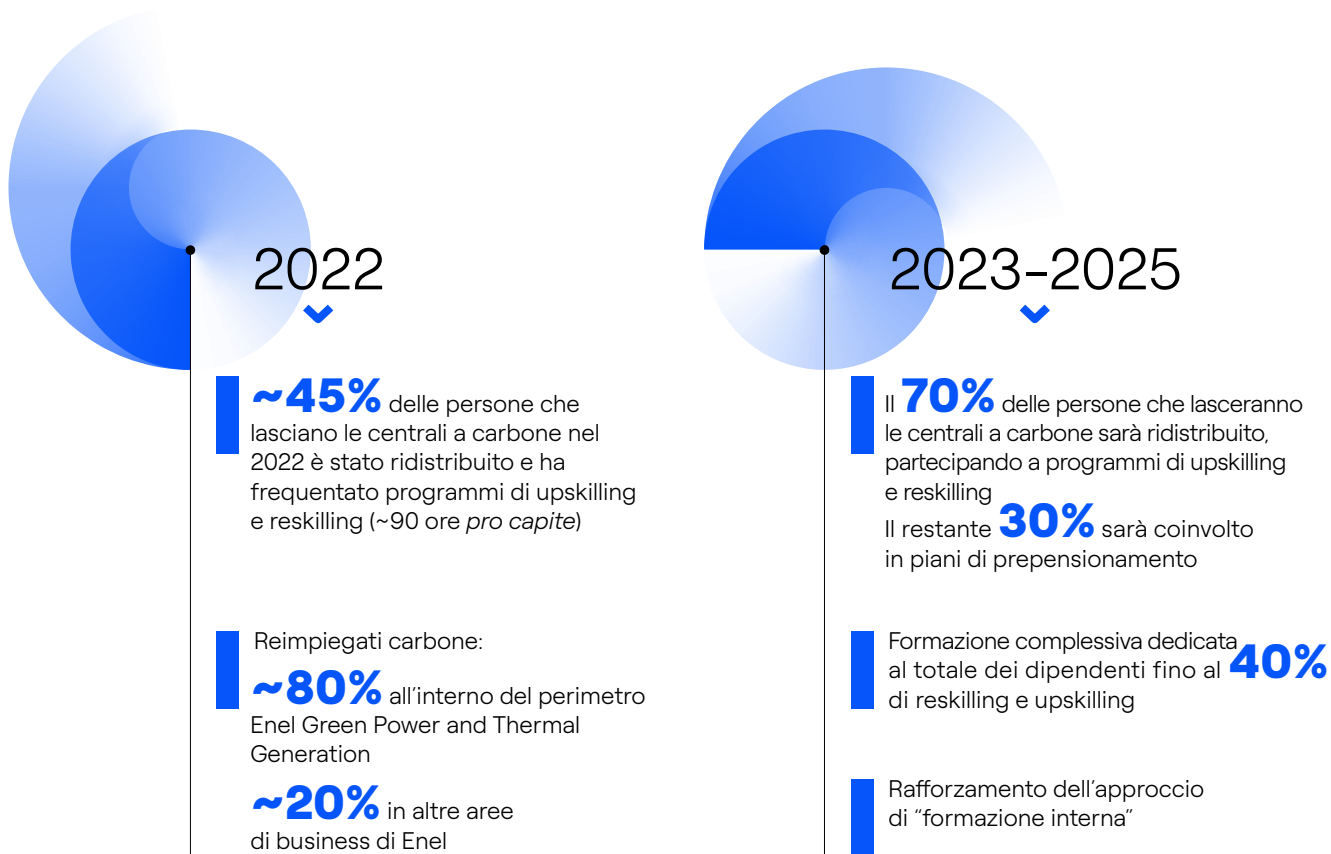 2022
~45% delle persone che
lasciano le centrali a carbone nel
2022 è stato ridistribuito e ha
frequentato programmi di upskilling
e reskilling (~90 ore pro capite)
Reimpiegati carbone:
~80% all’interno del perimetro
Enel Green Power and Thermal
Generation
~20% in altre aree
di business di Enel
2023-2025
Il 70% delle persone che lasceranno
le centrali a carbone sarà ridistribuito,
partecipando a programmi di upskilling
e reskilling
Il restante 30% sarà coinvolto
in piani di prepensionamento
Formazione complessiva dedicata
al totale dei dipendenti fino al 40%
di reskilling e upskilling
Rafforzamento dell’approccio
di “formazione interna”